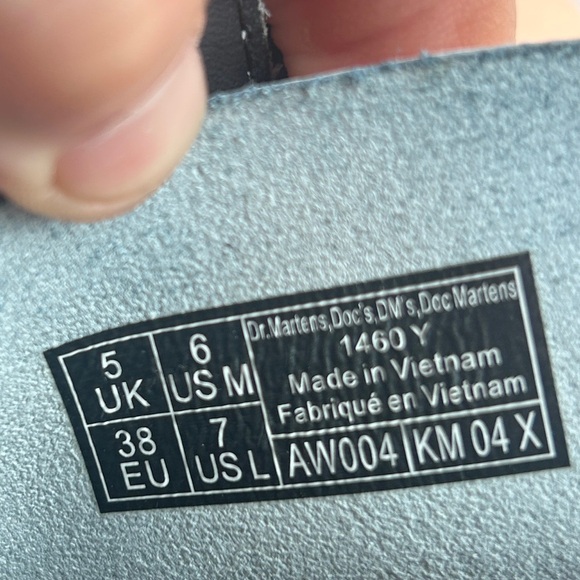 5
UK
6
US M
38
EU
7
US L
Dr.Martens,Doc's,DM's,Doc Martens
1460 Y
Made in Vietnam
Fabriqué en Vietnam
AW004
KM 04 X